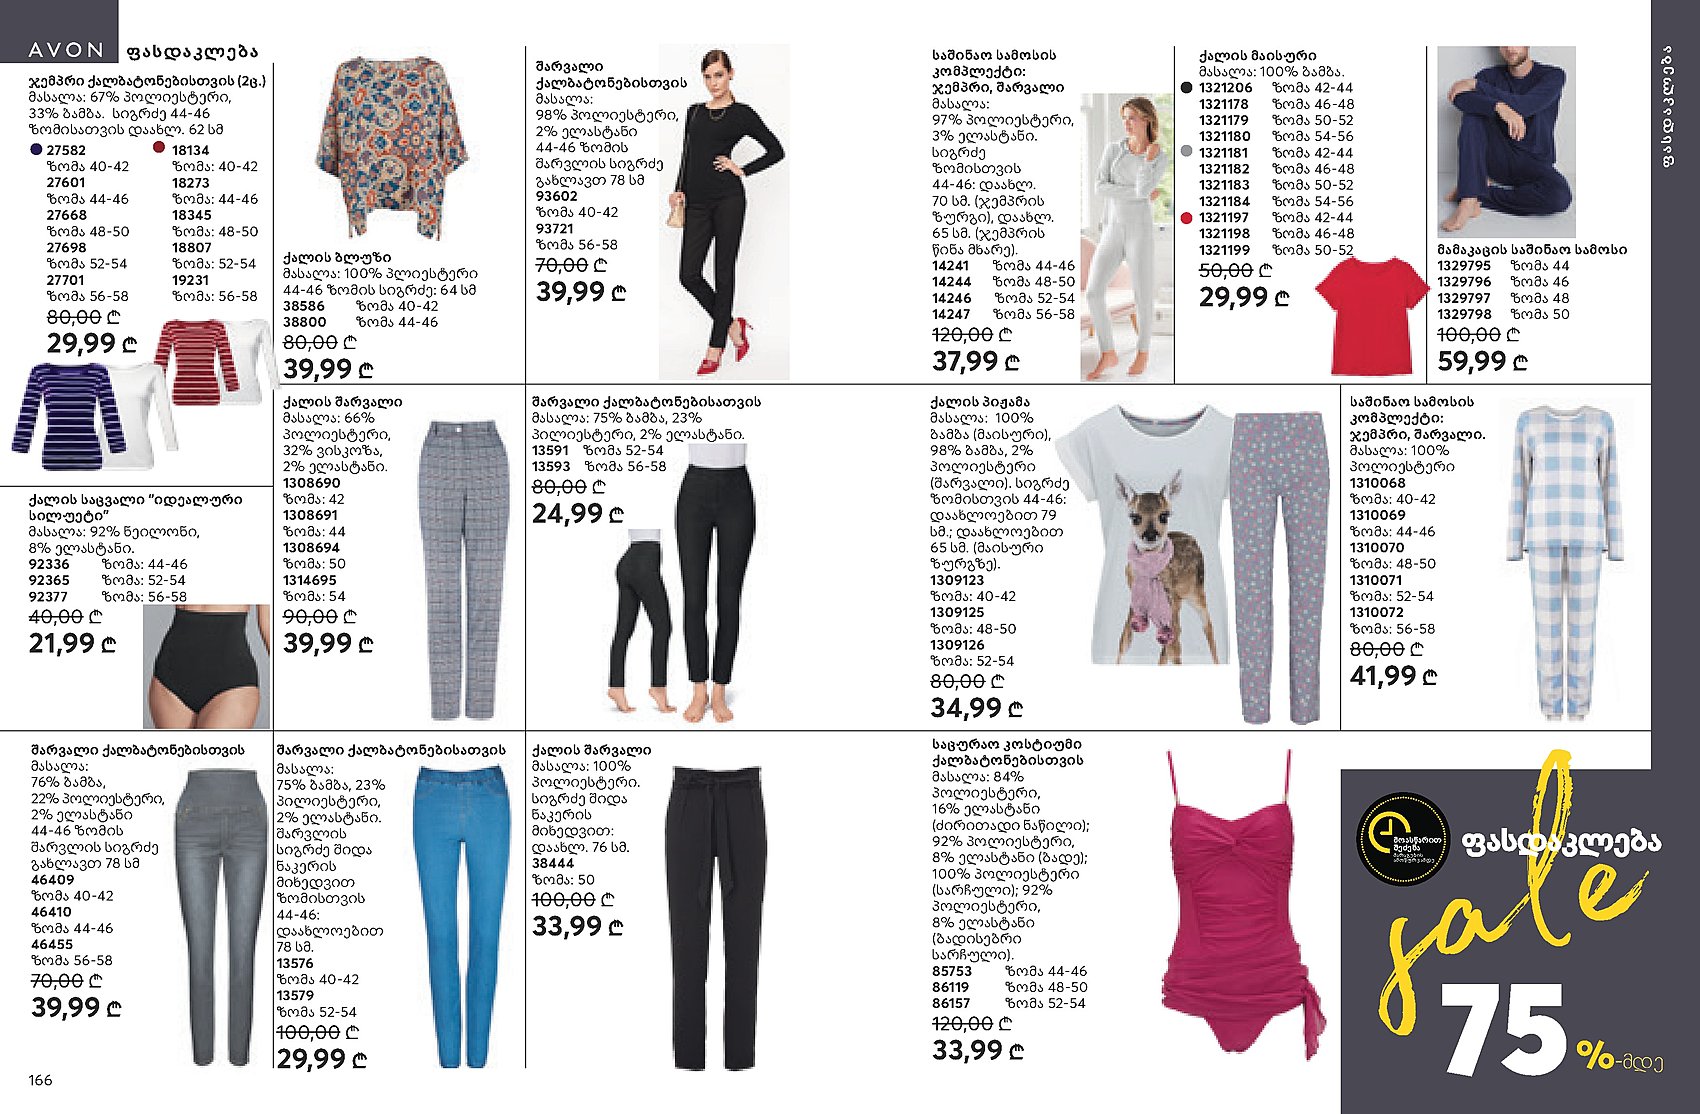 AVON
ფასდაკლება
ჯემპრი ქალბატონებისთვის (2ც.)
მასალა: 67% პოლიესტერი,
33% ბამბა. სიგრძე 44-46
ზომისათვის დაახლ. 62 სმ
27582
ზომა 40-42
27601
ზომა 44-46
27668
ზომა 48-50
27698
ზომა 52-54
27701
ზომა 56-58
18134
ზომა: 40-42
18273
ზომა: 44-46
18345
ზომა: 48-50
18807
ზომა: 52-54
19231
ზომა: 56-58
80,00 ₾
29,99 ₾
ქალის ბლუზი
მასალა: 100% პლიესტერი
44-46 ზომის სიგრძე: 64 სმ
38586 ზომა 40-42
38800 ზომა 44-46
80,00 ₾
39,99 ₾
შარვალი
ქალბატონებისთვის
მასალა:
98% პოლიესტერი,
2% ელასტანი
44-46 ზომის
შარვლის სიგრძე
გახლავთ 78 სმ
93602
ზომა 40-42
93721
ზომა 56-58
70,00 ₾
39,99 ₾
ქალის საცვალი “იდეალური
სილუეტი”
მასალა: 92% ნეილონი,
8% ელასტანი.
92336 ზომა: 44-46
92365 ზომა: 52-54
92377 ზომა: 56-58
40,00 ₾
21,99 ₾
ქალის შარვალი
მასალა: 66%
პოლიესტერი,
32% ვისკოზა,
2% ელასტანი.
1308690
ზომა: 42
1308691
ზომა: 44
1308694
ზომა: 50
1314695
ზომა: 54
90,00 ₾
39,99 ₾
შარვალი ქალბატონებისათვის
მასალა: 75% ბამბა, 23%
პილიესტერი, 2% ელასტანი.
13591 ზომა 52-54
13593 ზომა 56-58
80,00 ₾
24,99 ₾
შარვალი ქალბატონებისთვის
მასალა:
76% ბამბა,
22% პოლიესტერი,
2% ელასტანი
44-46 ზომის
შარვლის სიგრძე
გახლავთ 78 სმ
46409
ზომა 40-42
46410
ზომა 44-46
46455
ზომა 56-58
70,00 ₾
39,99 ₾
შარვალი ქალბატონებისათვის
მასალა:
75% ბამბა, 23%
პილიესტერი,
2% ელასტანი.
შარვლის
სიგრძე შიდა
ნაკერის
მიხედვით
ზომისთვის
44-46:
დაახლოებით
78 სმ.
13576
ზომა 40-42
13579
ზომა 52-54
100,00 ₾
29,99 ₾
ქალის შარვალი
მასალა: 100%
პოლიესტერი.
სიგრძე შიდა
ნაკერის
მიხედვით:
დაახლ. 76 სმ.
38444
ზომა: 50
100,00 ₾
33,99 ₾
166
საშინაო სამოსის
კომპლექტი:
ჯემპრი, შარვალი
მასალა:
97% პოლიესტერი,
3% ელასტანი.
სიგრძე
ზომისთვის
44-46: დაახლ.
70 სმ. (ჯემპრის
ზურგი), დაახლ.
65 სმ. (ჯემპრის
წინა მხარე).
14241 ზომა 44-46
14244 ზომა 48-50
14246 ზომა 52-54
14247 ზომა 56-58
120,00 ₾
37,99 ₾
ქალის მაისური
მასალა: 100% ბამბა.
1321206 ზომა 42-44
1321178 ზომა 46-48
1321179 ზომა 50-52
1321180 ზომა 54-56
1321181 ზომა 42-44
1321182 ზომა 46-48
1321183 ზომა 50-52
1321184 ზომა 54-56
1321197 ზომა 42-44
1321198 ზომა 46-48
1321199 ზომა 50-52
50,00 ₾
29,99 ₾
მამაკაცის საშინაო სამოსი
1329795 ზომა 44
1329796 ზომა 46
1329797 ზომა 48
1329798 ზომა 50
100,00 ₾
59,99 ₾
ფასდაკლება
ქალის პიჟამა
მასალა: 100%
ბამბა (მაისური),
98% ბამბა, 2%
პოლიესტერი
(შარვალი). სიგრძე
ზომისთვის 44-46:
დაახლოებით 79
სმ.; დაახლოებით
65 სმ. (მაისური
ზურგზე).
1309123
ზომა: 40-42
1309125
ზომა: 48-50
1309126
ზომა: 52-54
80,00 ₾
34,99 ₾
საშინაო სამოსის
კომპლექტი:
ჯემპრი, შარვალი.
მასალა: 100%
პოლიესტერი
1310068
ზომა: 40-42
1310069
ზომა: 44-46
1310070
ზომა: 48-50
1310071
ზომა: 52-54
1310072
ზომა: 56-58
80,00 ₾
41,99 ₾
საცურაო კოსტიუმი
ქალბატონებისთვის
მასალა: 84%
პოლიესტერი,
16% ელასტანი
(ძირითადი ნაწილი);
92% პოლიესტერი,
8% ელასტანი (ბადე);
100% პოლიესტერი
(სარჩული); 92%
პოლიესტერი,
8% ელასტანი
(ბადისებრი
სარჩული).
85753 ზომა 44-46
86119 ზომა 48-50
86157 ზომა 52-54
120,00 ₾
33,99 ₾
მოასწარით
შეძენა
მარაგების
ამოწურვამდე
ფასდაკლება
sale
75%-მდე